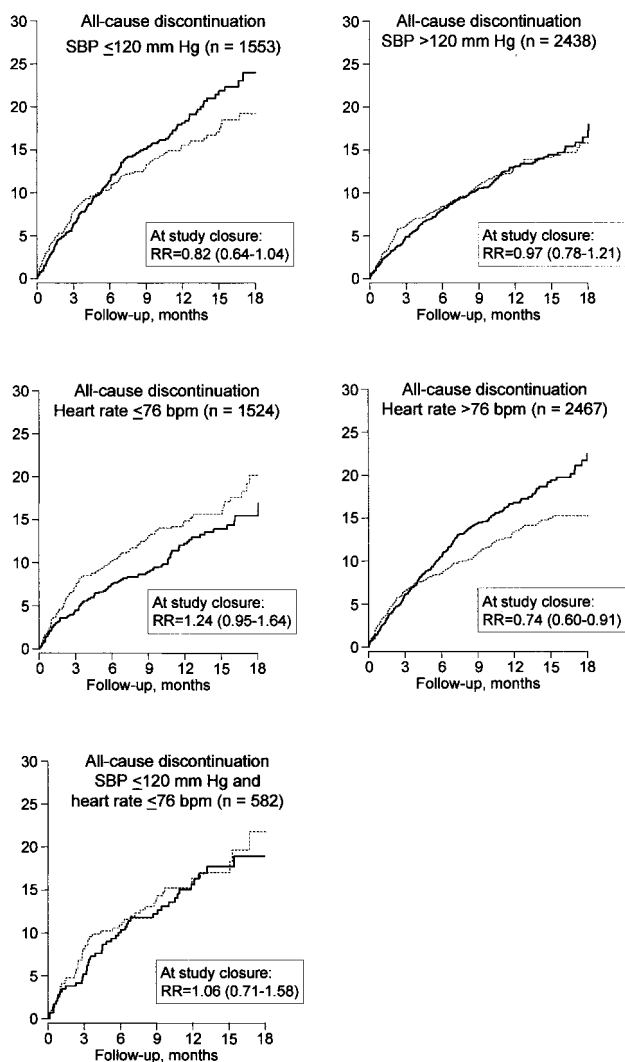 All-cause discontinuation
SBP ≤120 mm Hg (n = 1553)
30
25
20
15
10
5
0
At study closure:
RR=0.82 (0.64-1.04)
0 3 6 9 12 15 18
Follow-up, months
All-cause discontinuation
SBP >120 mm Hg (n = 2438)
30
25
20
15
10
5
0
At study closure:
RR=0.97 (0.78-1.21)
0 3 6 9 12 15 18
Follow-up, months
All-cause discontinuation
Heart rate ≤76 bpm (n = 1524)
30
25
20
15
10
5
0
At study closure:
RR=1.24 (0.95-1.64)
0 3 6 9 12 15 18
Follow-up, months
All-cause discontinuation
Heart rate >76 bpm (n = 2467)
30
25
20
15
10
5
0
At study closure:
RR=0.74 (0.60-0.91)
0 3 6 9 12 15 18
Follow-up, months
All-cause discontinuation
SBP ≤120 mm Hg and
heart rate ≤76 bpm (n = 582)
30
25
20
15
10
5
0
At study closure:
RR=1.06 (0.71-1.58)
0 3 6 9 12 15 18
Follow-up, months